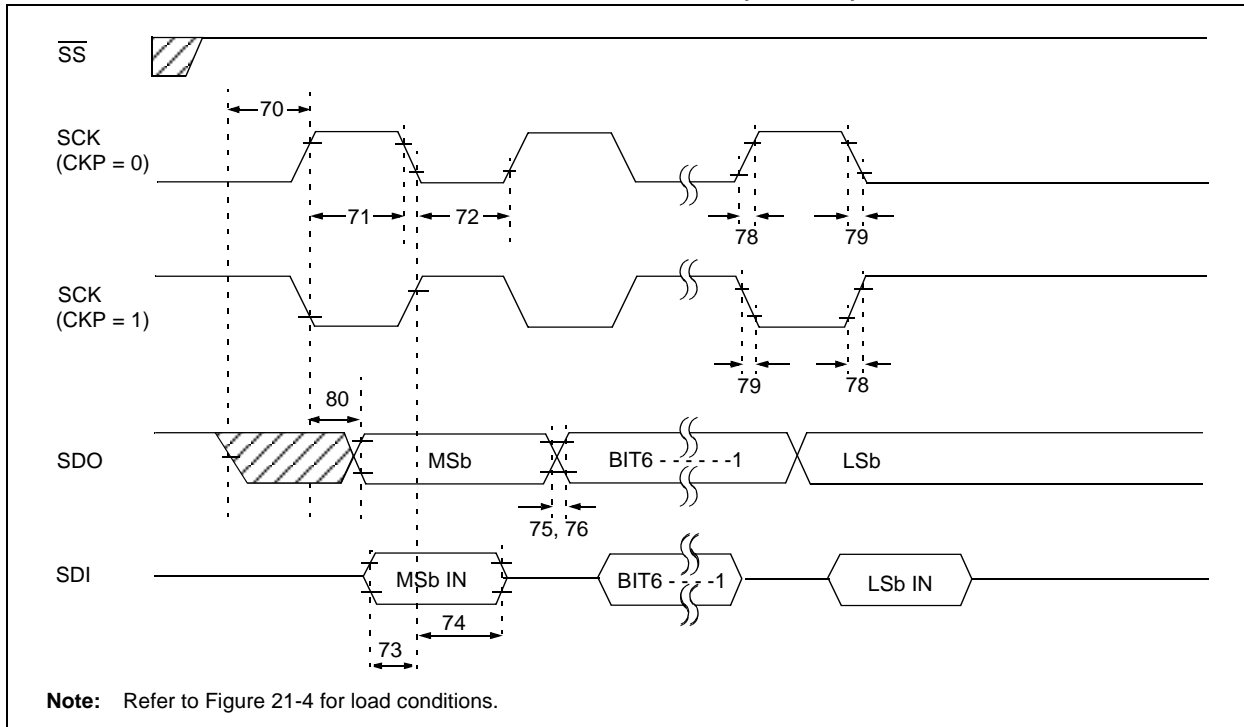 SS
70
SCK
(CKP = 0)
71
72
78
79
SCK
(CKP = 1)
79
78
80
SDO
MSb
BIT6 - - - - - - -1
LSb
75, 76
SDI
MSb IN
BIT6 - - - - -1
LSb IN
74
73
Note: Refer to Figure 21-4 for load conditions.